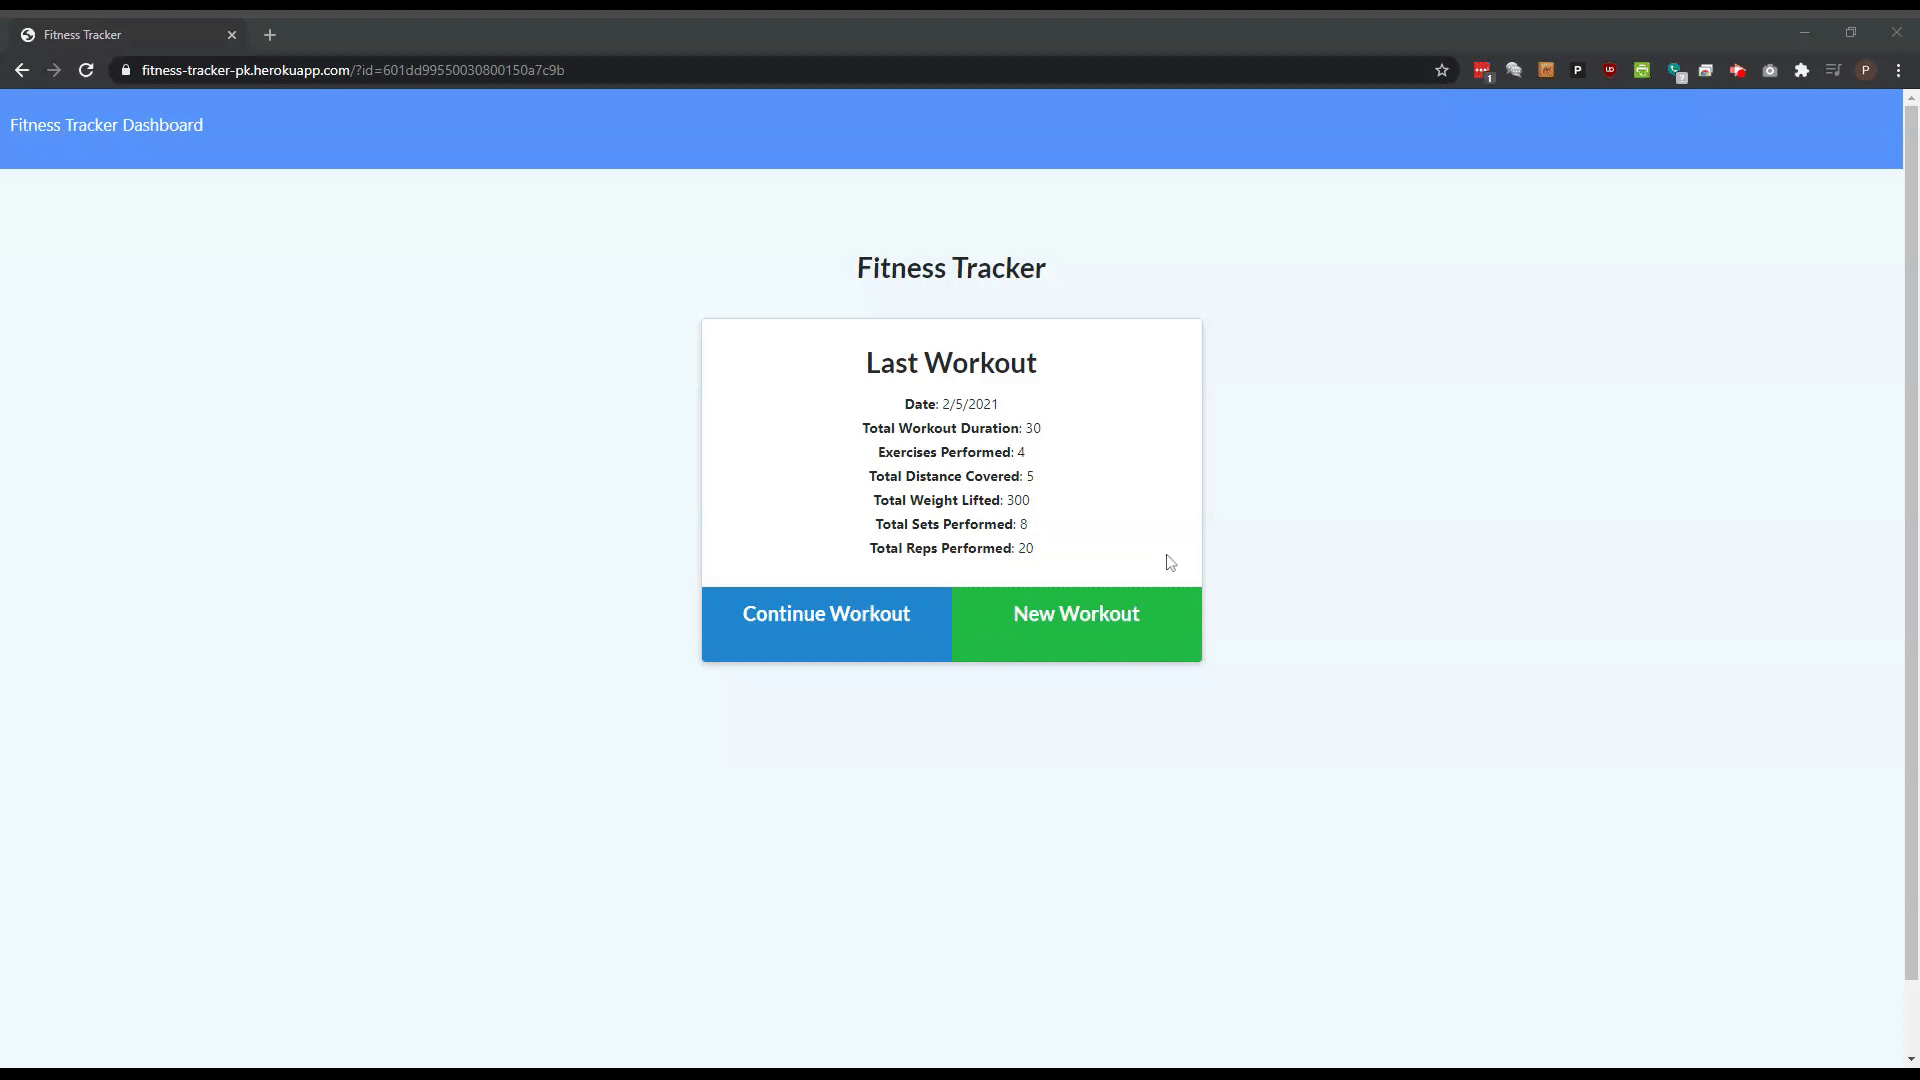 Fitness Tracker
fitness-tracker-pk.herokuapp.com/?id=601dd99550030800150a7c9b
1
P
UO
?
P
Fitness Tracker Dashboard
Fitness Tracker
Last Workout
Date: 2/5/2021
Total Workout Duration: 30
Exercises Performed: 4
Total Distance Covered: 5
Total Weight Lifted: 300
Total Sets Performed: 8
Total Reps Performed: 20
Continue Workout
New Workout